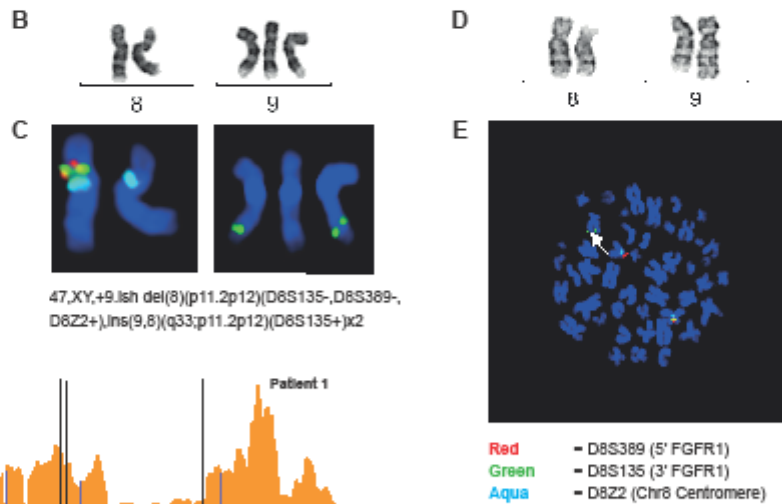 B
8
9
C
47,XY,+9.ish del(8)(p11.2p12)(D8S135-,D8S389-,
D8Z2+),ins(9,8)(q33;p11.2p12)(D8S135+)x2
Patient 1
D
8
9
E
Red = D8S389 (5' FGFR1)
Green = D8S135 (3' FGFR1)
Aqua = D8Z2 (Chr8 Centromere)